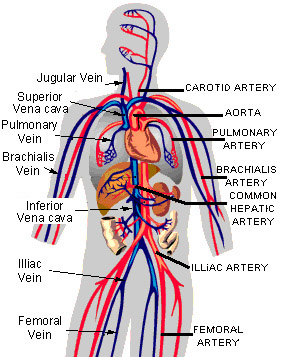 Jugular Vein
CAROTID ARTERY
Superior
Vena cava
AORTA
Pulmonary
Vein
PULMONARY
ARTERY
Brachialis
Vein
BRACHIALIS
ARTERY
COMMON
HEPATIC
ARTERY
Inferior
Vena cava
Illiac
Vein
ILLiAC ARTERY
Femoral
Vein
FEMORAL
ARTERY